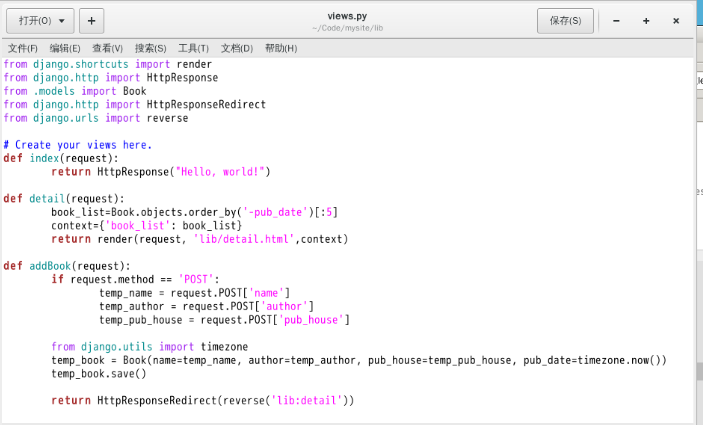 打开(O)
+
views.py
~/Code/mysite/lib
保存(S)
文件(F) 编辑(E) 查看(V) 搜索(S) 工具(T) 文档(D) 帮助(H)
from django.shortcuts import render
from django.http import HttpResponse
from .models import Book
from django.http import HttpResponseRedirect
from django.urls import reverse
# Create your views here.
def index(request):
return HttpResponse("Hello, world!")
def detail(request):
book_list=Book.objects.order_by('-pub_date')[:5]
context={'book_list': book_list}
return render(request, 'lib/detail.html',context)
def addBook(request):
if request.method == 'POST':
temp_name = request.POST['name']
temp_author = request.POST['author']
temp_pub_house = request.POST['pub_house']
from django.utils import timezone
temp_book = Book(name=temp_name, author=temp_author, pub_house=temp_pub_house, pub_date=timezone.now())
temp_book.save()
return HttpResponseRedirect(reverse('lib:detail'))